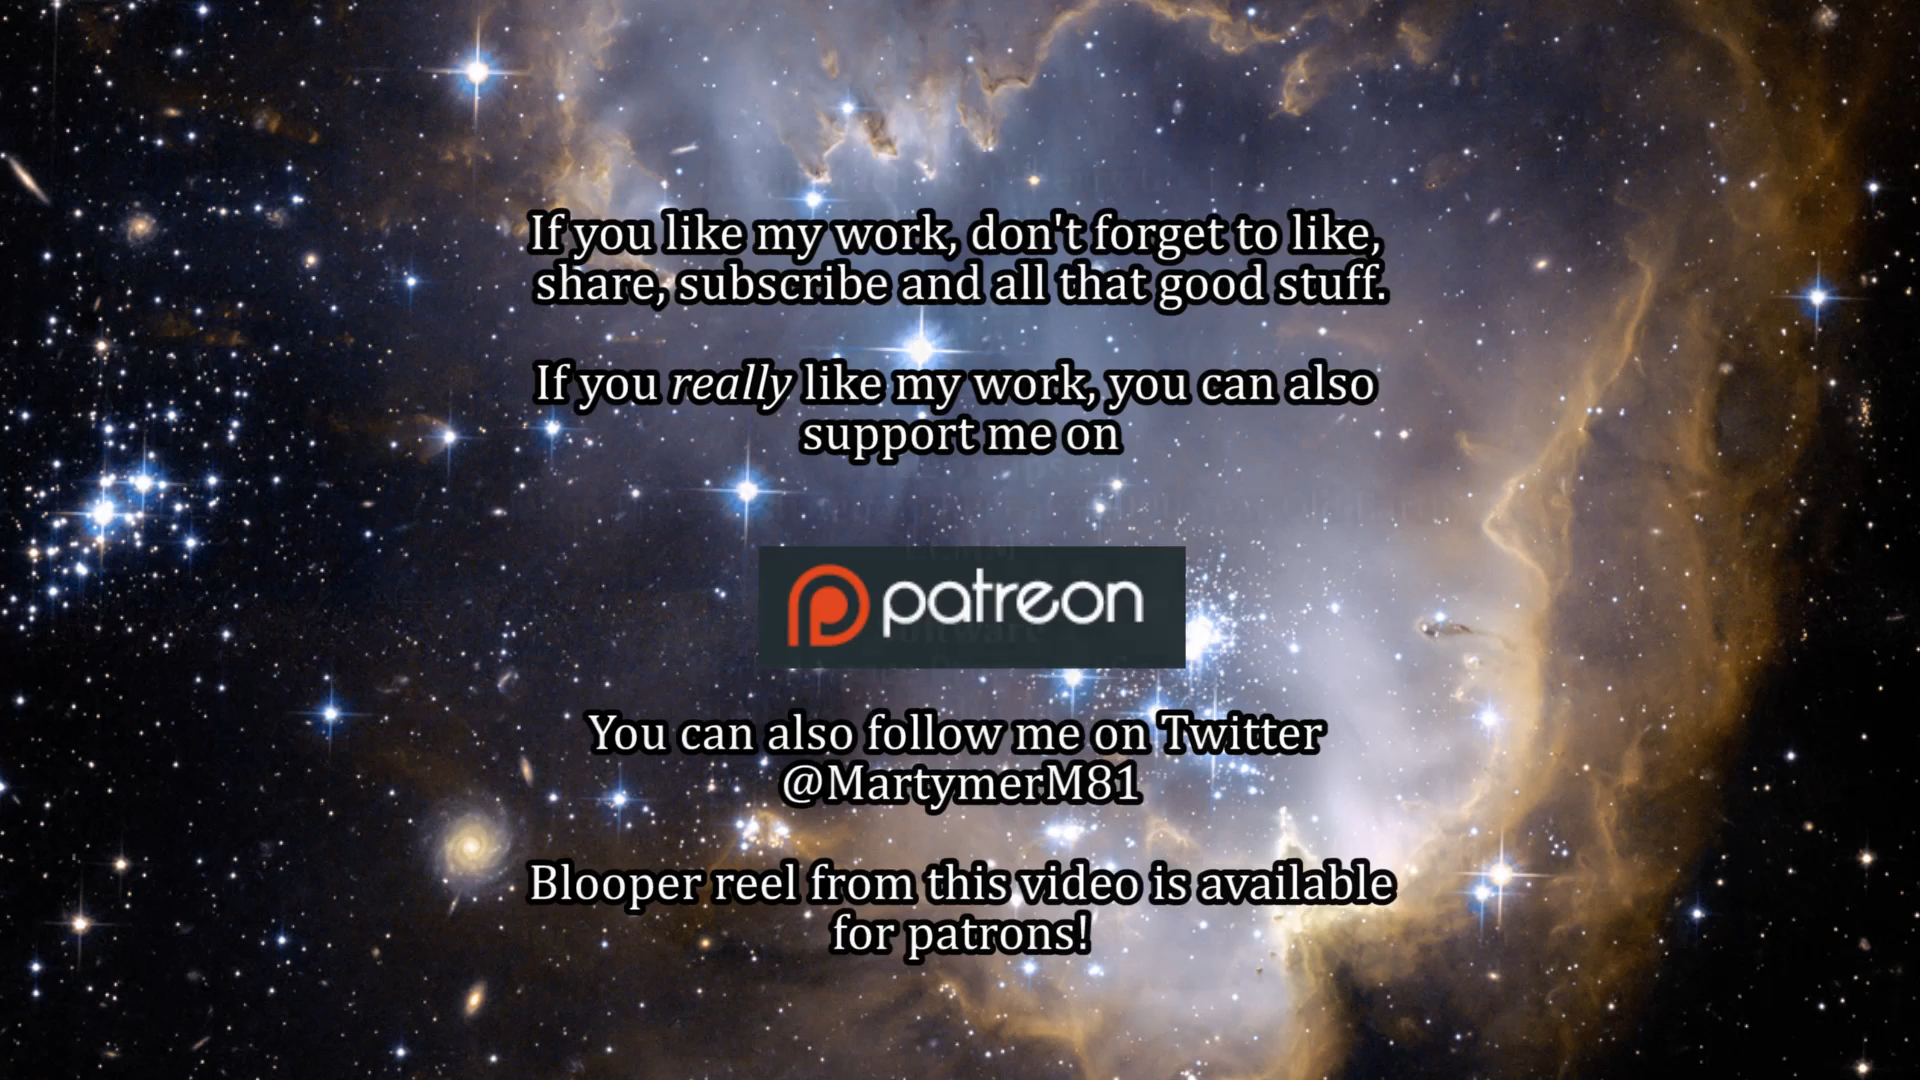 If you like my work, don't forget to like,
share, subscribe and all that good stuff.
If you really like my work, you can also
support me on
patreon
You can also follow me on Twitter
@MartymerM81
Blooper reel from this video is available
for patrons!